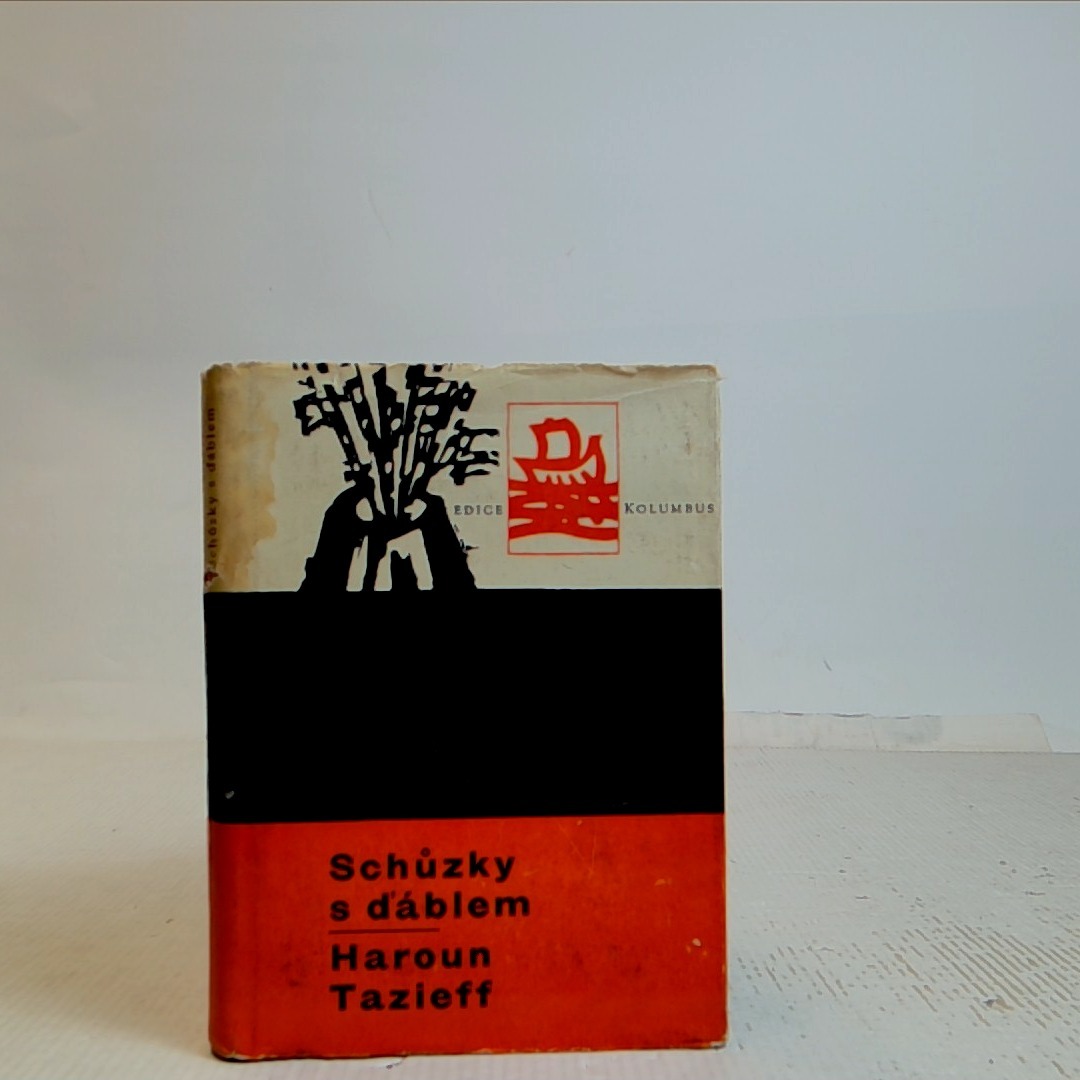 Schůzky s ďáblem
EDICE KOLUMBUS
Schůzky
s ďáblem
Haroun
Tazieff